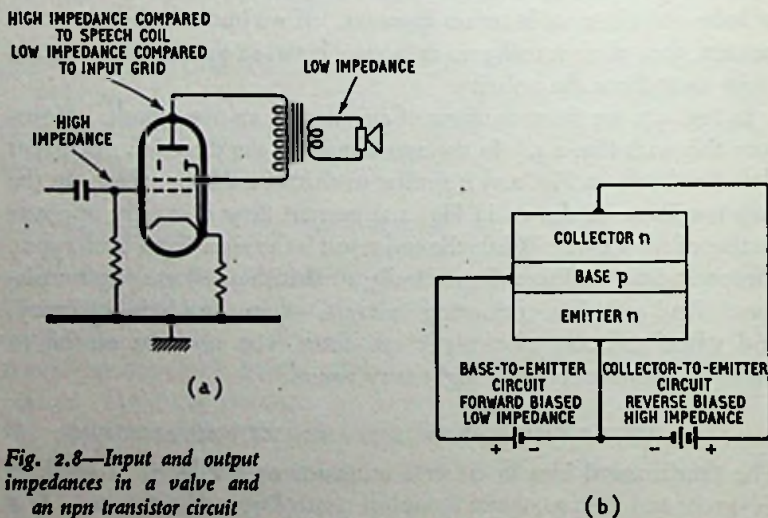 HIGH IMPEDANCE COMPARED
TO SPEECH COIL
LOW IMPEDANCE COMPARED
TO INPUT GRID
LOW IMPEDANCE
HIGH
IMPEDANCE
(a)
Fig. 2.8—Input and output
impedances in a valve and
an npn transistor circuit
COLLECTOR n
BASE p
EMITTER n
BASE-TO-EMITTER
CIRCUIT
FORWARD BIASED
LOW IMPEDANCE
COLLECTOR-TO-EMITTER
CIRCUIT
REVERSE BIASED
HIGH IMPEDANCE
+ -
- +
(b)